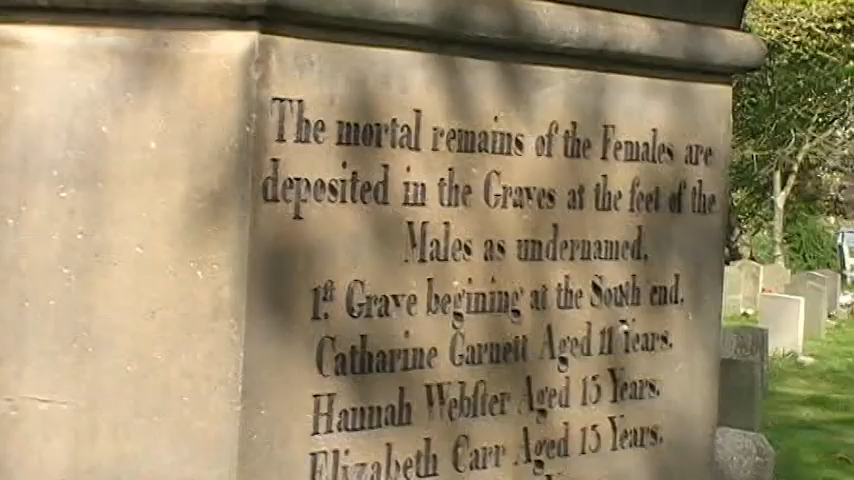 The mortal remains of the Females are
deposited in the Graves at the feet of the
Males as undernamed.
1st Grave begining at the South end.
Catharine Garnett Aged 11 Years.
Hannah Webster Aged 15 Years.
Elizabeth Carr Aged 15 Years.